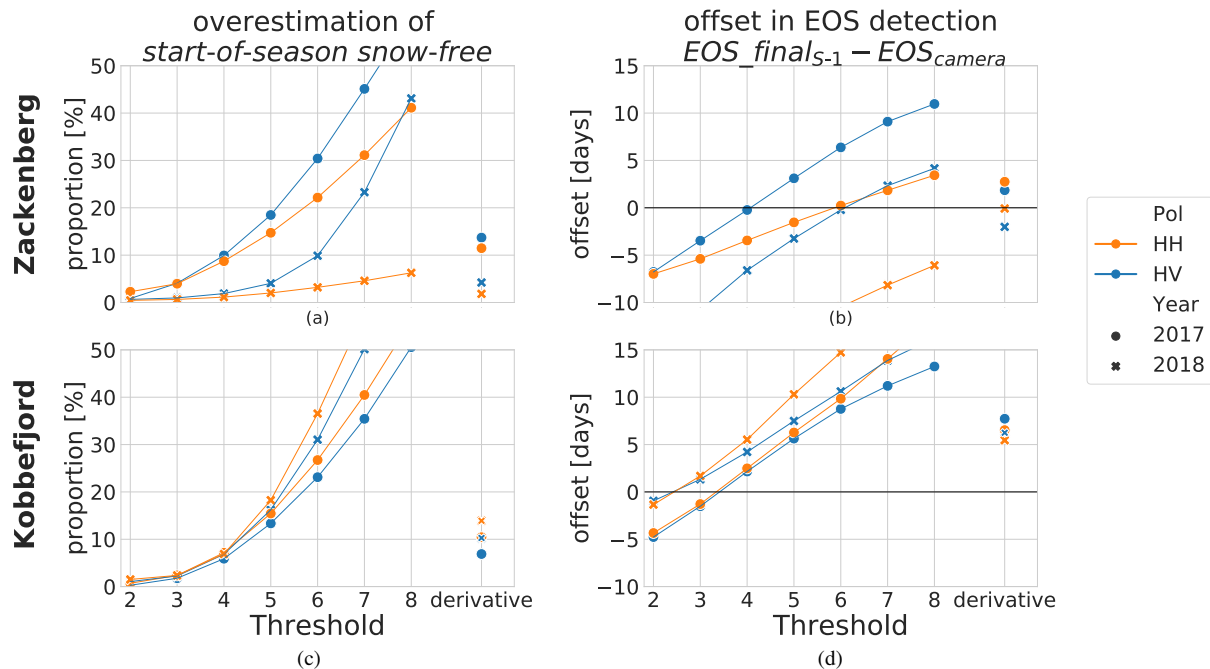 overestimation of
start-of-season snow-free
offset in EOS detection
EOS_final_S-1 − EOS_camera
Zackenberg
proportion [%]
50
40
30
20
10
0
(a)
offset [days]
15
10
5
0
−5
−10
(b)
Pol
HH
HV
Year
2017
2018
Kobbefjord
proportion [%]
50
40
30
20
10
0
2 3 4 5 6 7 8 derivative
Threshold
(c)
offset [days]
15
10
5
0
−5
−10
2 3 4 5 6 7 8 derivative
Threshold
(d)